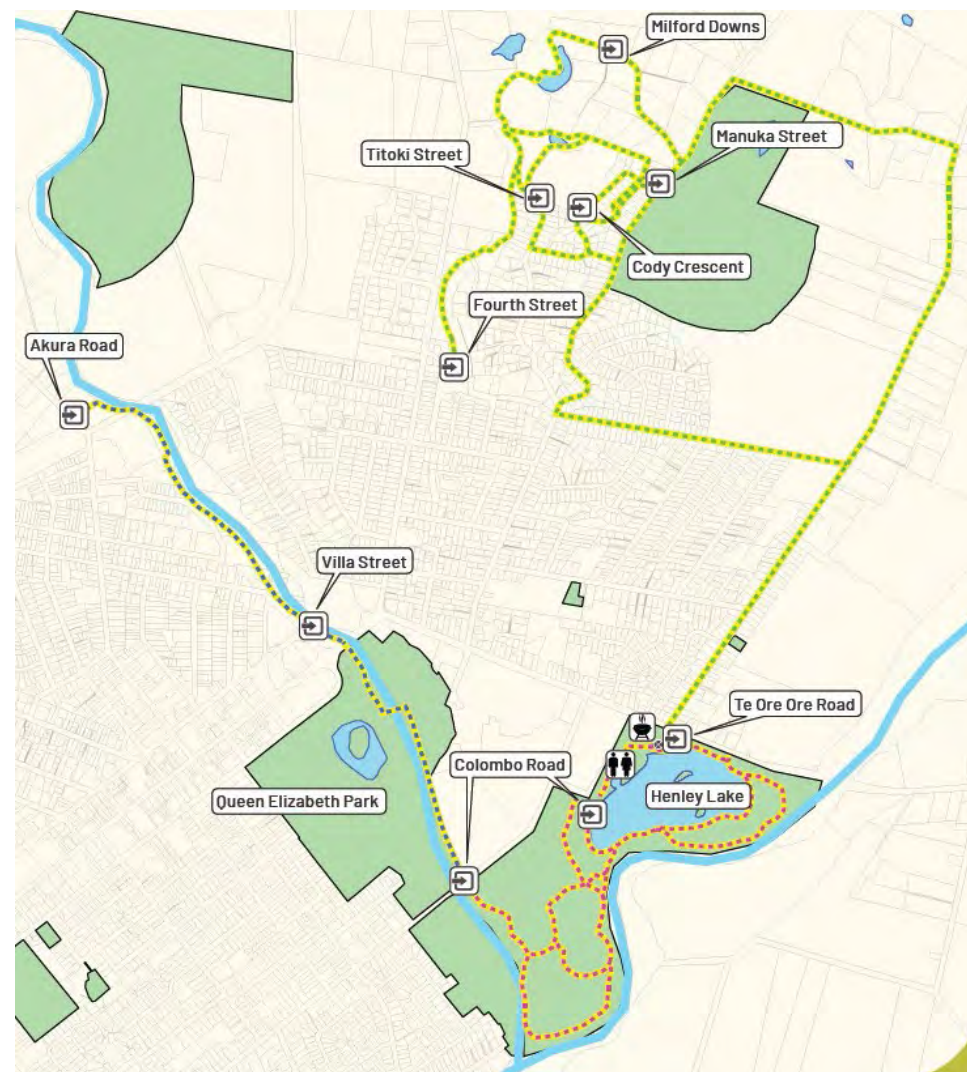 Milford Downs
Manuka Street
Titoki Street
Cody Crescent
Fourth Street
Akura Road
Villa Street
Te Ore Ore Road
Colombo Road
Queen Elizabeth Park
Henley Lake